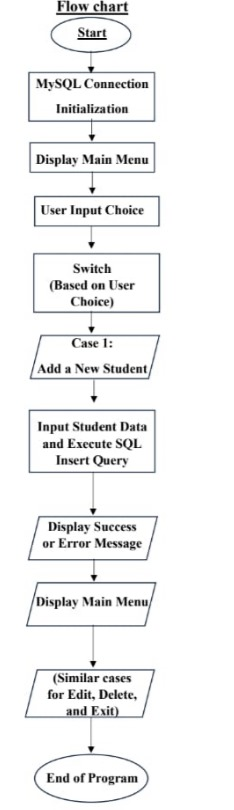 Flow chart
Start
MySQL Connection
Initialization
Display Main Menu
User Input Choice
Switch
(Based on User
Choice)
Case 1:
Add a New Student
Input Student Data
and Execute SQL
Insert Query
Display Success
or Error Message
Display Main Menu
(Similar cases
for Edit, Delete,
and Exit)
End of Program